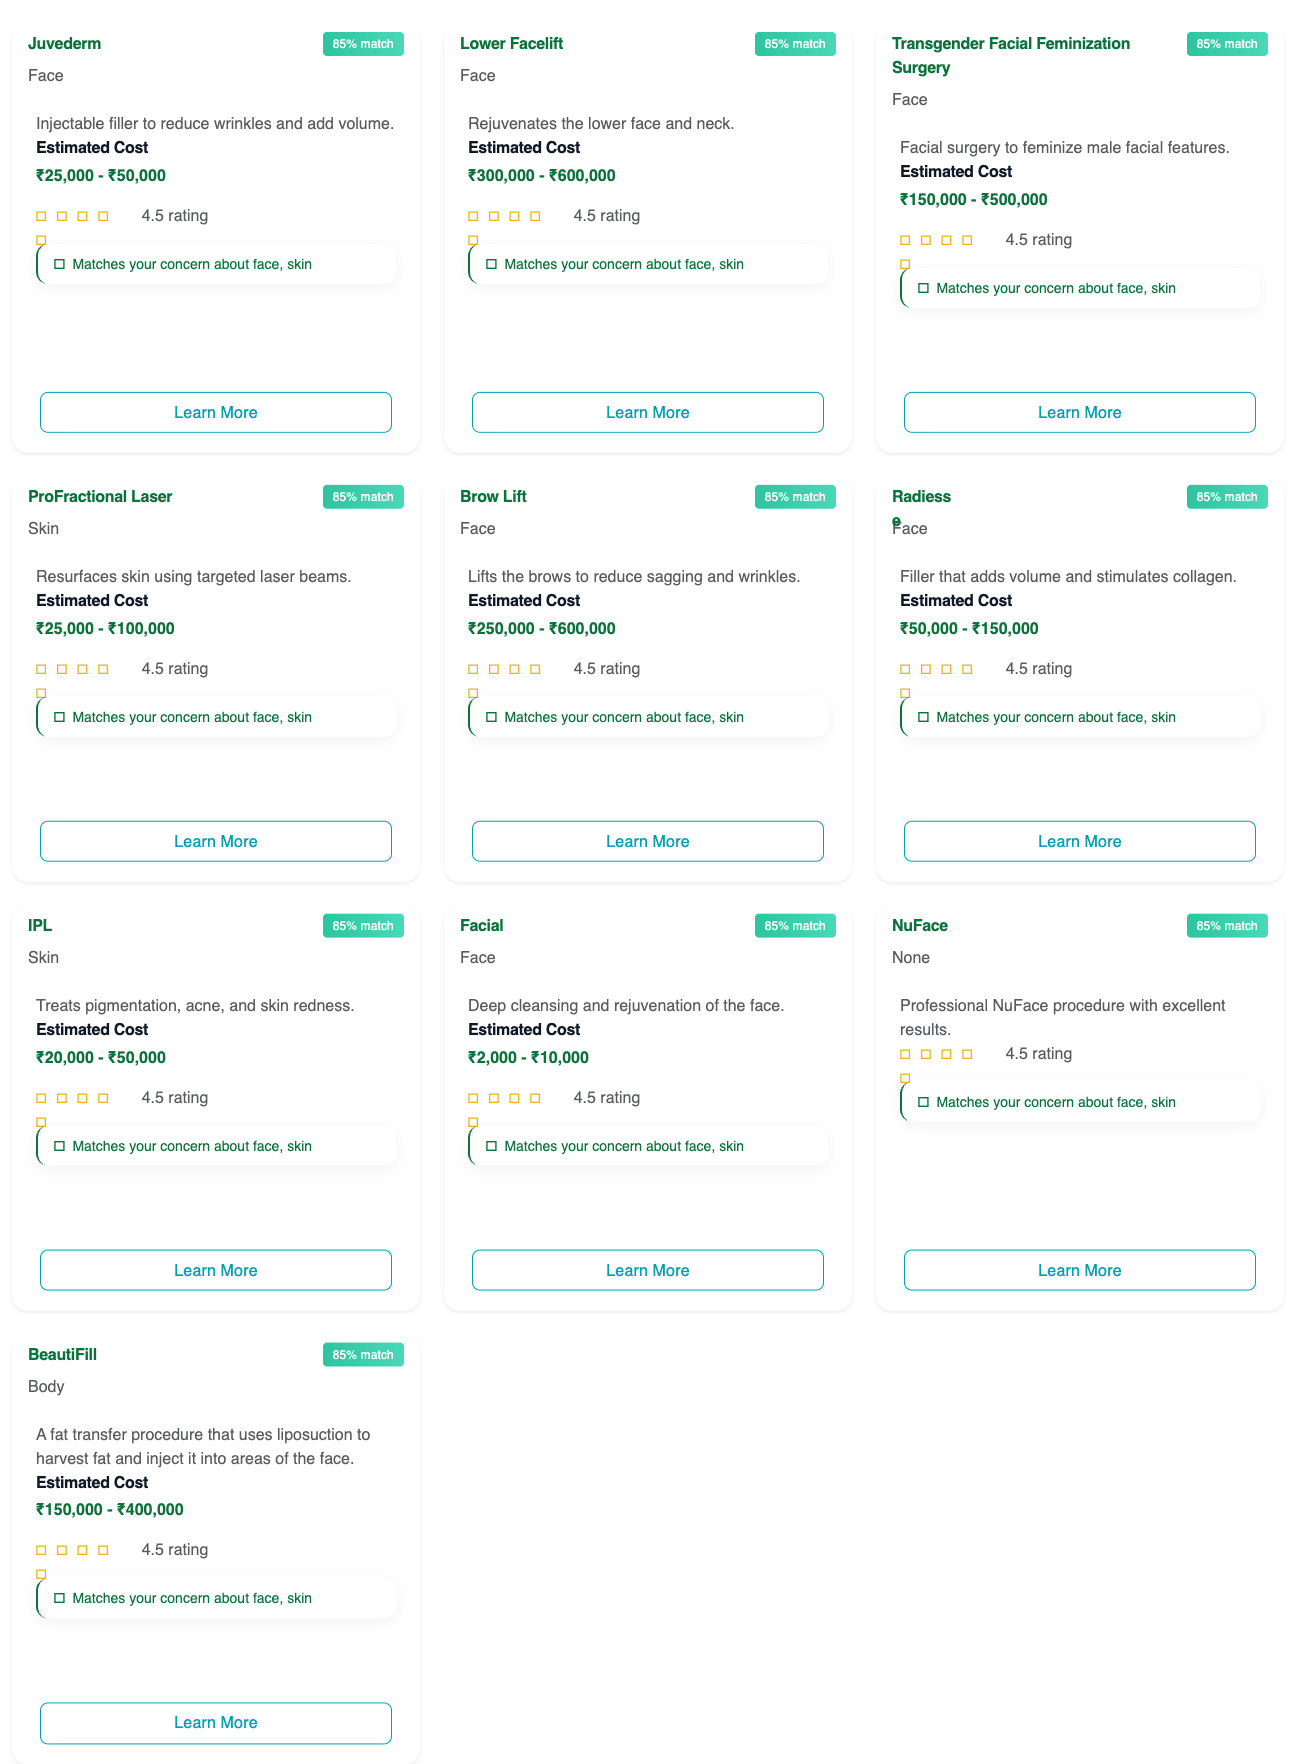 Juvederm
85% match
Face
Injectable filler to reduce wrinkles and add volume.
Estimated Cost
₹25,000 - ₹50,000
4.5 rating
Matches your concern about face, skin
Learn More
Lower Facelift
85% match
Face
Rejuvenates the lower face and neck.
Estimated Cost
₹300,000 - ₹600,000
4.5 rating
Matches your concern about face, skin
Learn More
Transgender Facial Feminization
Surgery
85% match
Face
Facial surgery to feminize male facial features.
Estimated Cost
₹150,000 - ₹500,000
4.5 rating
Matches your concern about face, skin
Learn More
ProFractional Laser
85% match
Skin
Resurfaces skin using targeted laser beams.
Estimated Cost
₹25,000 - ₹100,000
4.5 rating
Matches your concern about face, skin
Learn More
Brow Lift
85% match
Face
Lifts the brows to reduce sagging and wrinkles.
Estimated Cost
₹250,000 - ₹600,000
4.5 rating
Matches your concern about face, skin
Learn More
Radiess
e
85% match
Face
Filler that adds volume and stimulates collagen.
Estimated Cost
₹50,000 - ₹150,000
4.5 rating
Matches your concern about face, skin
Learn More
IPL
85% match
Skin
Treats pigmentation, acne, and skin redness.
Estimated Cost
₹20,000 - ₹50,000
4.5 rating
Matches your concern about face, skin
Learn More
Facial
85% match
Face
Deep cleansing and rejuvenation of the face.
Estimated Cost
₹2,000 - ₹10,000
4.5 rating
Matches your concern about face, skin
Learn More
NuFace
85% match
None
Professional NuFace procedure with excellent
results.
4.5 rating
Matches your concern about face, skin
Learn More
BeautiFill
85% match
Body
A fat transfer procedure that uses liposuction to
harvest fat and inject it into areas of the face.
Estimated Cost
₹150,000 - ₹400,000
4.5 rating
Matches your concern about face, skin
Learn More